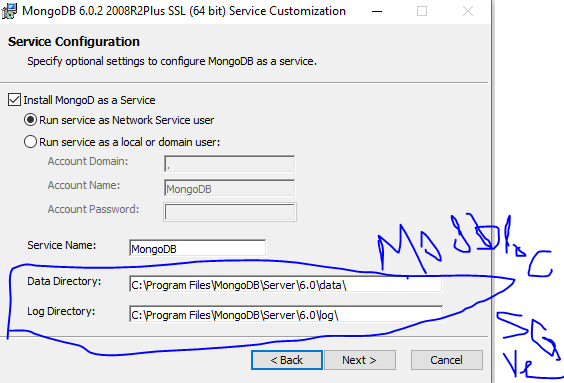 MongoDB 6.0.2 2008R2Plus SSL (64 bit) Service Customization
Service Configuration
Specify optional settings to configure MongoDB as a service.
Install MongoD as a Service
Run service as Network Service user
Run service as a local or domain user:
Account Domain: .
Account Name: MongoDB
Account Password:
Service Name: MongoDB
Data Directory: C:\Program Files\MongoDB\Server\6.0\data\
Log Directory: C:\Program Files\MongoDB\Server\6.0\log\
< Back Next > Cancel